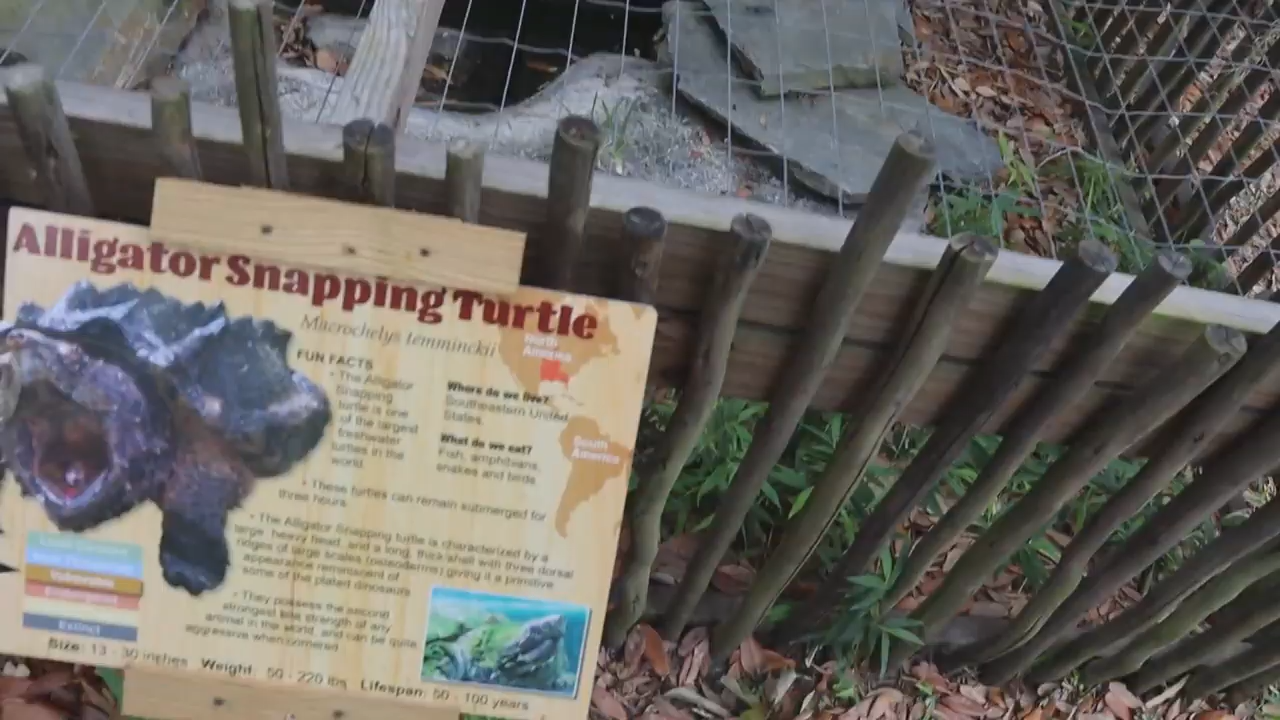 Alligator Snapping Turtle
Macrochelys temminckii
North
America
FUN FACTS
• The Alligator
Snapping
turtle is one
of the largest
freshwater
turtles in the
world.
Where do we live?
Southeastern United
States.
What do we eat?
Fish, amphibians,
snakes and birds
South
America
• These turtles can remain submerged for
three hours.
• The Alligator Snapping turtle is characterized by a
large, heavy head, and a long, thick shell with three dorsal
ridges of large scales (osteoderms) giving it a primitive
appearance reminiscent of
some of the plated dinosaurs
• They possess the second
strongest bite strength of any
animal in the world, and can be quite
aggressive when cornered.
Vulnerable
Endangered
Extinct
Size: 13 - 30 inches Weight: 50 - 220 lbs Lifespan: 50 - 100 years